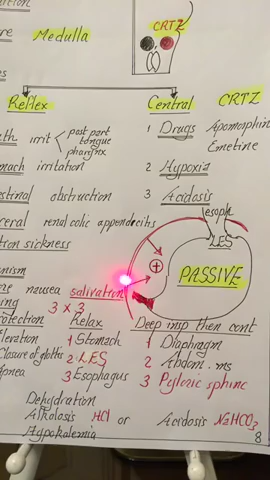 CRTZ
Medulla
Reflex Central CRTZ
irrit post part tongue pharynx
1 Drugs Apomorphin
Emetine
irritation
2 Hypoxia
obstruction
3 Acidosis
renal colic appendecits
esoph
LES
sickness
PASSIVE
nausea salivation
3 x 3
Relax Deep insp then cont
1 Stomach 1 Diaphragm
Closure of glottis 2 LES 2 Abdom. ms
3 Esophagus 3 Pyloric sphinc
Dehydration
Alkalosis HCl or Acidosis NaHCO3
Hypokalemia
8